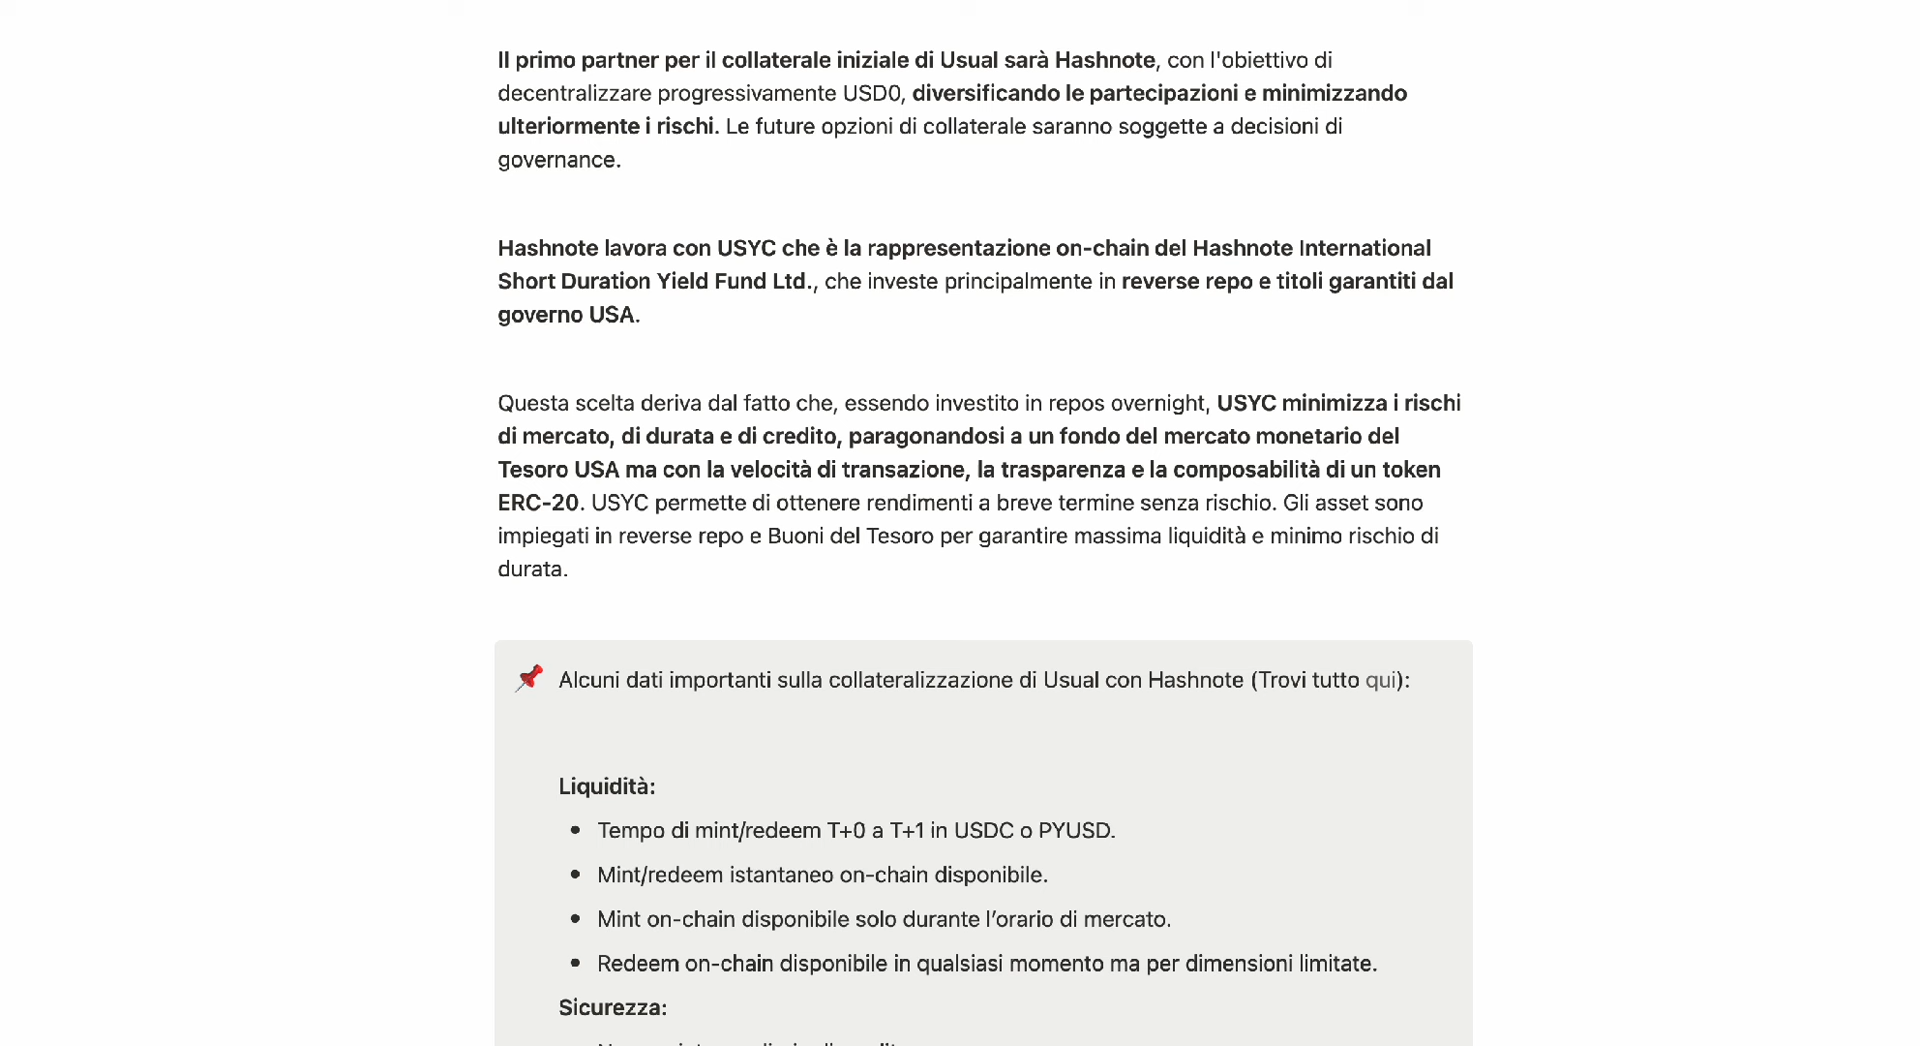 Il primo partner per il collaterale iniziale di Usual sarà Hashnote, con l'obiettivo di
decentralizzare progressivamente USD0, diversificando le partecipazioni e minimizzando
ulteriormente i rischi. Le future opzioni di collaterale saranno soggette a decisioni di
governance.
Hashnote lavora con USYC che è la rappresentazione on-chain del Hashnote International
Short Duration Yield Fund Ltd., che investe principalmente in reverse repo e titoli garantiti dal
governo USA.
Questa scelta deriva dal fatto che, essendo investito in repos overnight, USYC minimizza i rischi
di mercato, di durata e di credito, paragonandosi a un fondo del mercato monetario del
Tesoro USA ma con la velocità di transazione, la trasparenza e la composabilità di un token
ERC-20. USYC permette di ottenere rendimenti a breve termine senza rischio. Gli asset sono
impiegati in reverse repo e Buoni del Tesoro per garantire massima liquidità e minimo rischio di
durata.
Alcuni dati importanti sulla collateralizzazione di Usual con Hashnote (Trovi tutto qui):
Liquidità:
• Tempo di mint/redeem T+0 a T+1 in USDC o PYUSD.
• Mint/redeem istantaneo on-chain disponibile.
• Mint on-chain disponibile solo durante l’orario di mercato.
• Redeem on-chain disponibile in qualsiasi momento ma per dimensioni limitate.
Sicurezza: